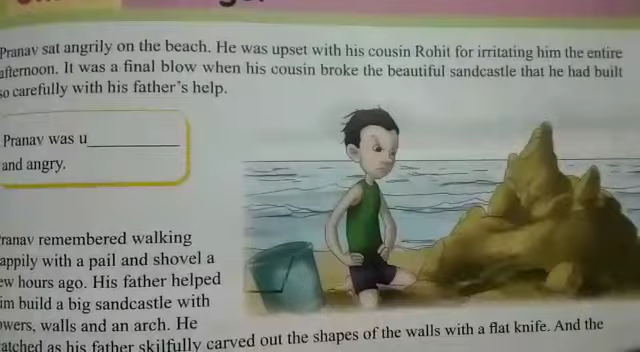 Pranav sat angrily on the beach. He was upset with his cousin Rohit for irritating him the entire
afternoon. It was a final blow when his cousin broke the beautiful sandcastle that he had built
so carefully with his father's help.
Pranav was u__________
and angry.
Pranav remembered walking
happily with a pail and shovel a
few hours ago. His father helped
him build a big sandcastle with
towers, walls and an arch. He
watched as his father skilfully carved out the shapes of the walls with a flat knife. And the